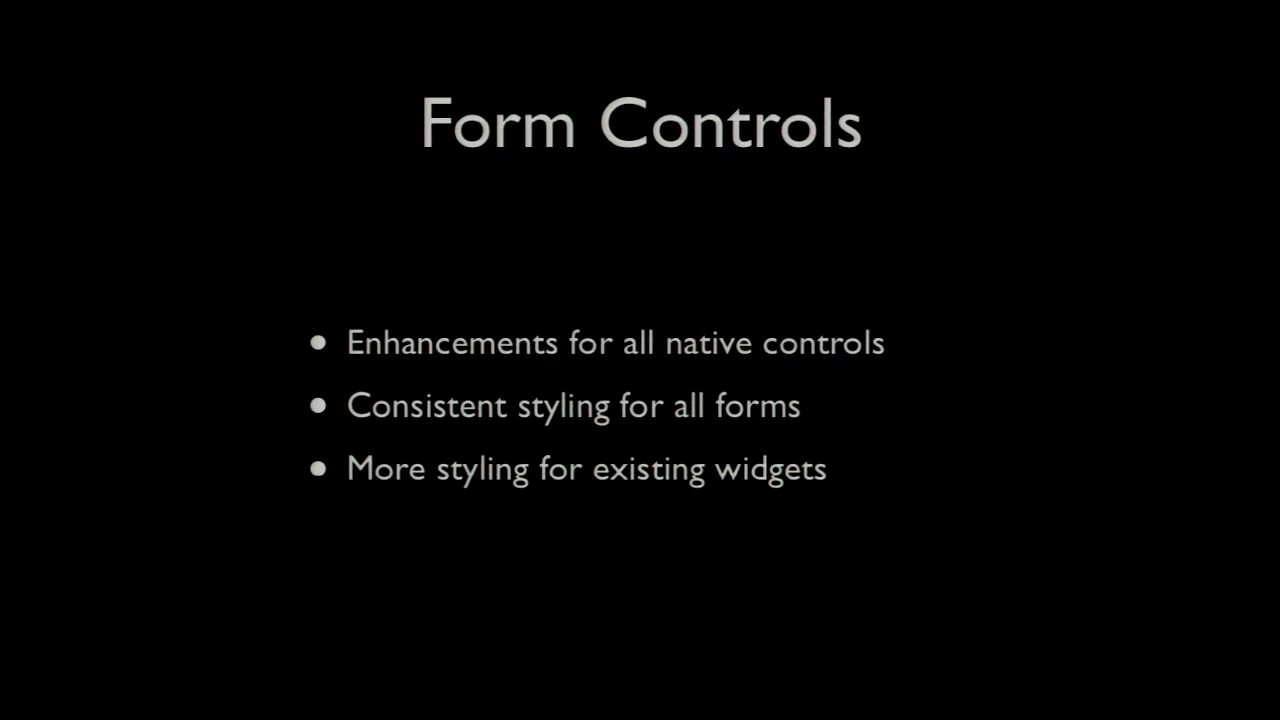 Form Controls
• Enhancements for all native controls
• Consistent styling for all forms
• More styling for existing widgets